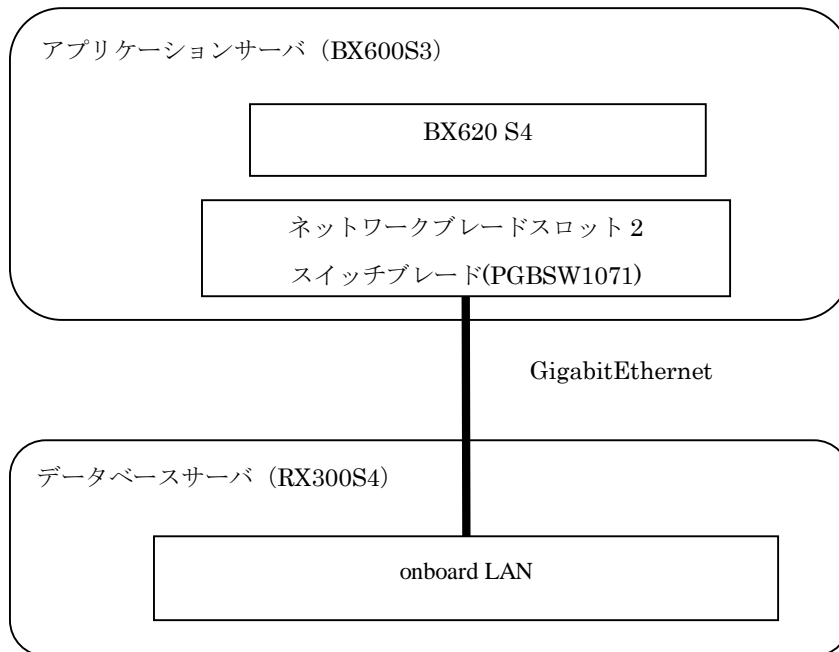 アプリケーションサーバ（BX600S3）
BX620 S4
ネットワークブレードスロット 2
スイッチブレード(PGBSW1071)
GigabitEthernet
データベースサーバ（RX300S4）
onboard LAN